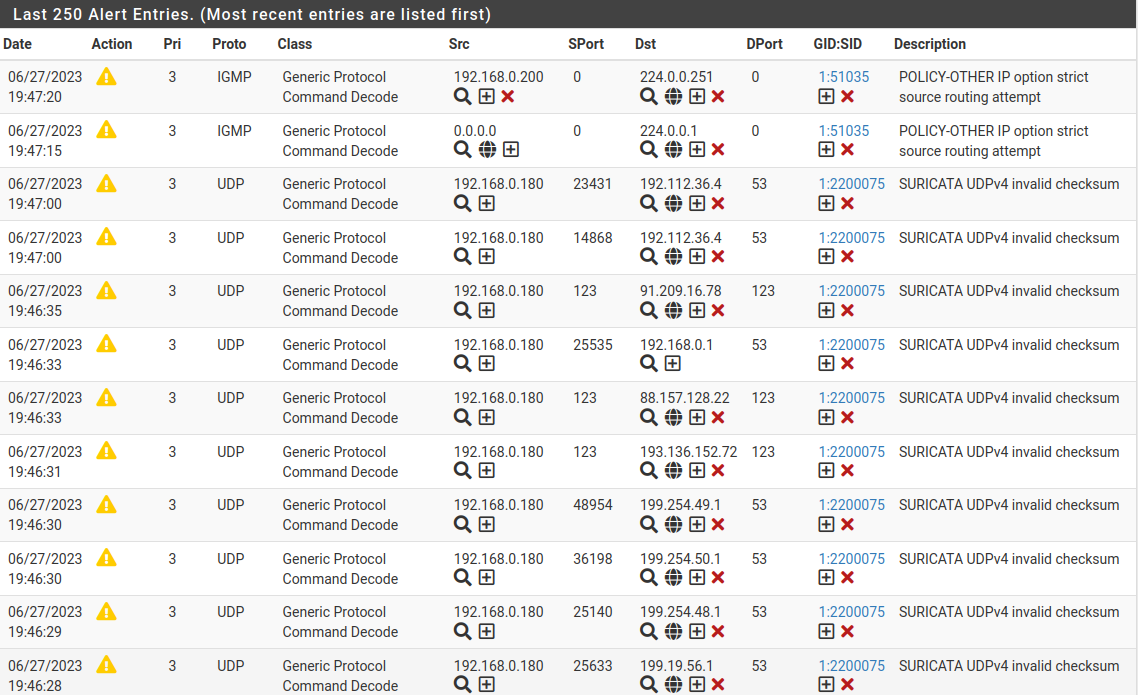 Last 250 Alert Entries. (Most recent entries are listed first)
Date Action Pri Proto Class Src SPort Dst DPort GID:SID Description
06/27/2023 3 IGMP Generic Protocol 192.168.0.200 0 224.0.0.251 0 1:51035 POLICY-OTHER IP option strict
19:47:20 Command Decode source routing attempt
06/27/2023 3 IGMP Generic Protocol 0.0.0.0 0 224.0.0.1 0 1:51035 POLICY-OTHER IP option strict
19:47:15 Command Decode source routing attempt
06/27/2023 3 UDP Generic Protocol 192.168.0.180 23431 192.112.36.4 53 1:2200075 SURICATA UDPv4 invalid checksum
19:47:00 Command Decode
06/27/2023 3 UDP Generic Protocol 192.168.0.180 14868 192.112.36.4 53 1:2200075 SURICATA UDPv4 invalid checksum
19:47:00 Command Decode
06/27/2023 3 UDP Generic Protocol 192.168.0.180 123 91.209.16.78 123 1:2200075 SURICATA UDPv4 invalid checksum
19:46:35 Command Decode
06/27/2023 3 UDP Generic Protocol 192.168.0.180 25535 192.168.0.1 53 1:2200075 SURICATA UDPv4 invalid checksum
19:46:33 Command Decode
06/27/2023 3 UDP Generic Protocol 192.168.0.180 123 88.157.128.22 123 1:2200075 SURICATA UDPv4 invalid checksum
19:46:33 Command Decode
06/27/2023 3 UDP Generic Protocol 192.168.0.180 123 193.136.152.72 123 1:2200075 SURICATA UDPv4 invalid checksum
19:46:31 Command Decode
06/27/2023 3 UDP Generic Protocol 192.168.0.180 48954 199.254.49.1 53 1:2200075 SURICATA UDPv4 invalid checksum
19:46:30 Command Decode
06/27/2023 3 UDP Generic Protocol 192.168.0.180 36198 199.254.50.1 53 1:2200075 SURICATA UDPv4 invalid checksum
19:46:30 Command Decode
06/27/2023 3 UDP Generic Protocol 192.168.0.180 25140 199.254.48.1 53 1:2200075 SURICATA UDPv4 invalid checksum
19:46:29 Command Decode
06/27/2023 3 UDP Generic Protocol 192.168.0.180 25633 199.19.56.1 53 1:2200075 SURICATA UDPv4 invalid checksum
19:46:28 Command Decode